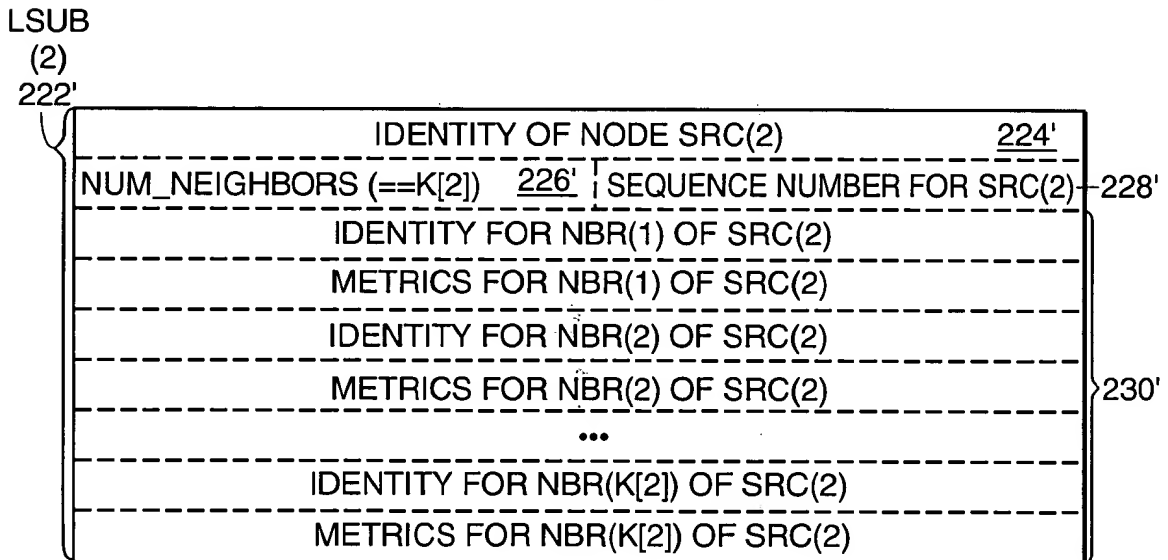 LSUB
(2)
222'
IDENTITY OF NODE SRC(2) 224'
NUM_NEIGHBORS (==K[2]) 226' SEQUENCE NUMBER FOR SRC(2) 228'
IDENTITY FOR NBR(1) OF SRC(2)
METRICS FOR NBR(1) OF SRC(2)
IDENTITY FOR NBR(2) OF SRC(2)
METRICS FOR NBR(2) OF SRC(2)
230'
•••
IDENTITY FOR NBR(K[2]) OF SRC(2)
METRICS FOR NBR(K[2]) OF SRC(2)